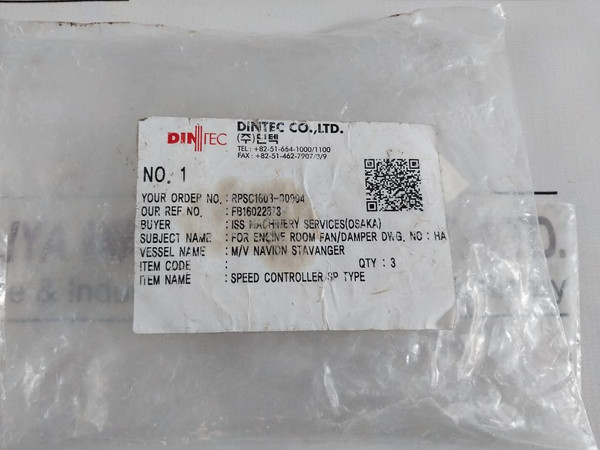 DINTEC
DINTEC CO.,LTD.
(주)딘텍
TEL : +82-51-664-1000/1100
FAX : +82-51-462-7907/8/9
NO. 1
YOUR ORDER NO. : RPSC1603-00904
OUR REF NO. : FB16022873
BUYER : ISS MACHINERY SERVICES(OSAKA)
SUBJECT NAME : FOR ENGINE ROOM FAN/DAMPER DWG. NO : HA
VESSEL NAME : M/V NAVION STAVANGER
ITEM CODE : QTY : 3
ITEM NAME : SPEED CONTROLLER SP TYPE